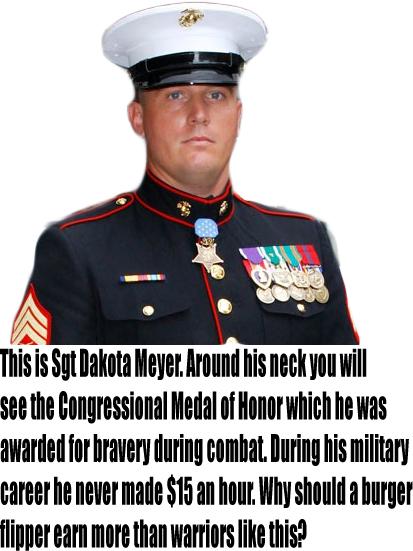 This is Sgt Dakota Meyer. Around his neck you will
see the Congressional Medal of Honor which he was
awarded for bravery during combat. During his military
career he never made $15 an hour. Why should a burger
flipper earn more than warriors like this?